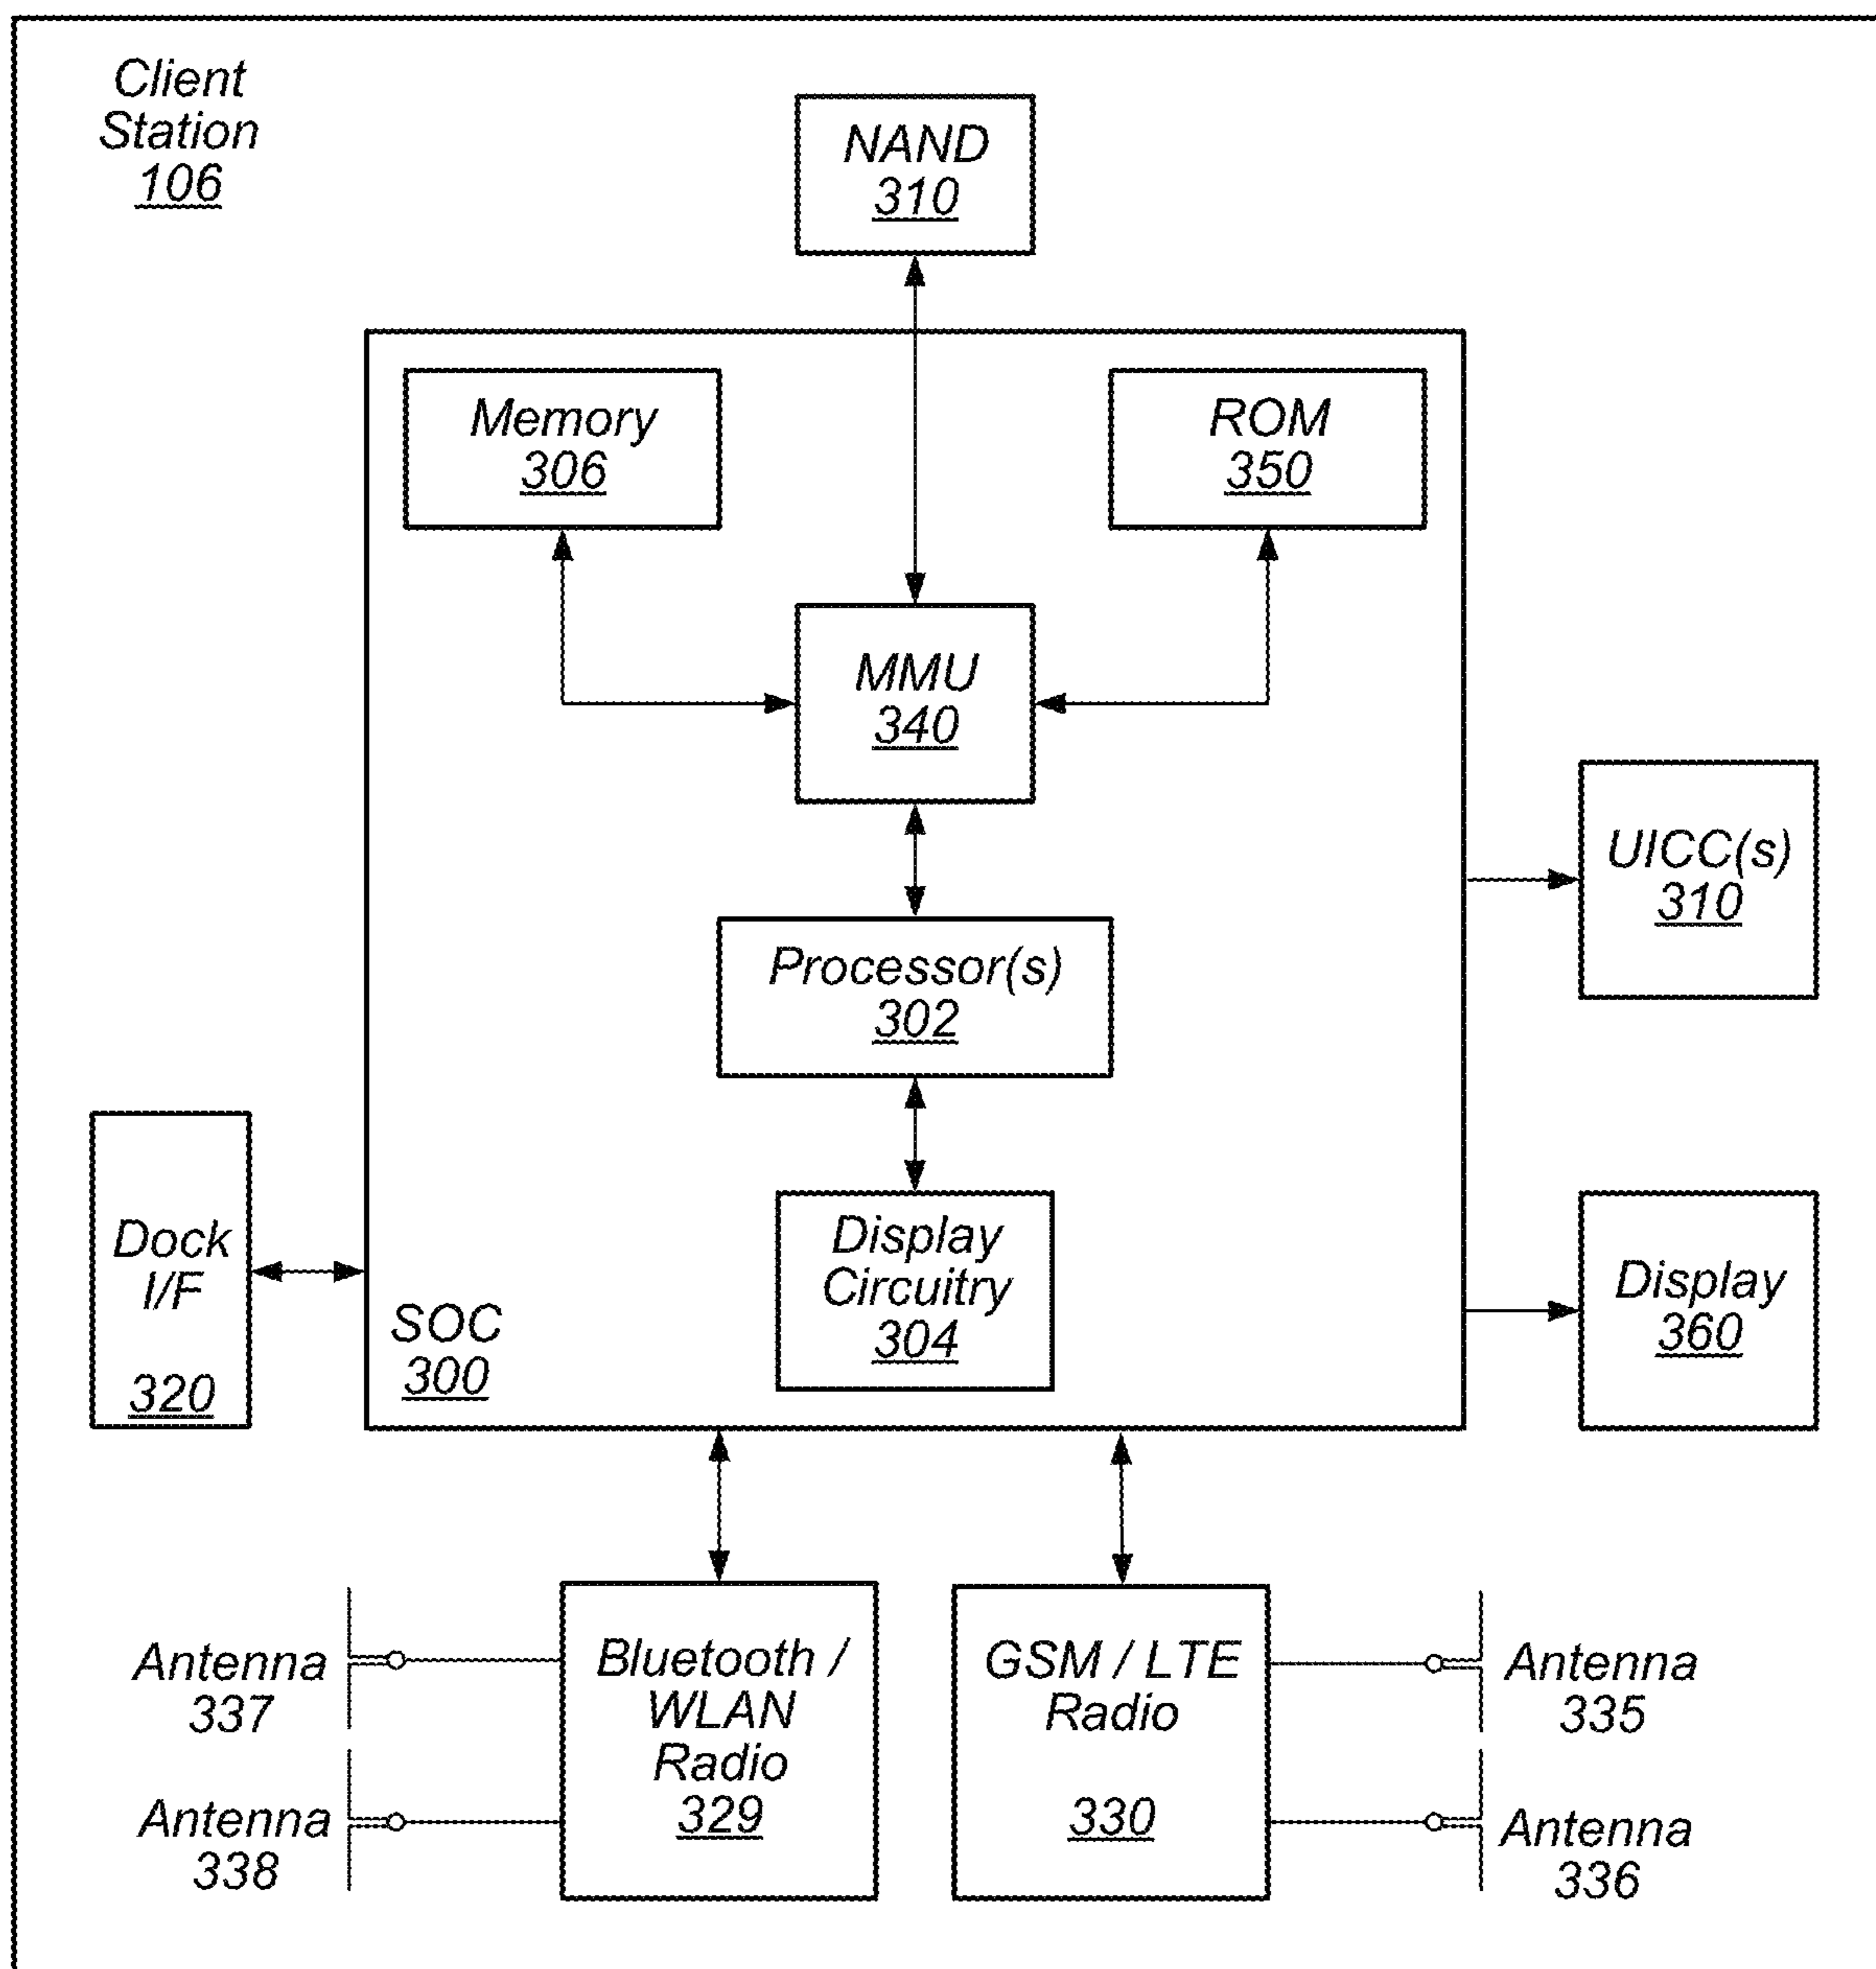 Client
Station
106
NAND
310
Memory
306
ROM
350
MMU
340
UICC(s)
310
Processor(s)
302
Dock
I/F
320
Display
Circuitry
304
SOC
300
Display
360
Antenna
337
Bluetooth /
WLAN
Radio
329
GSM / LTE
Radio
330
Antenna
335
Antenna
338
Antenna
336